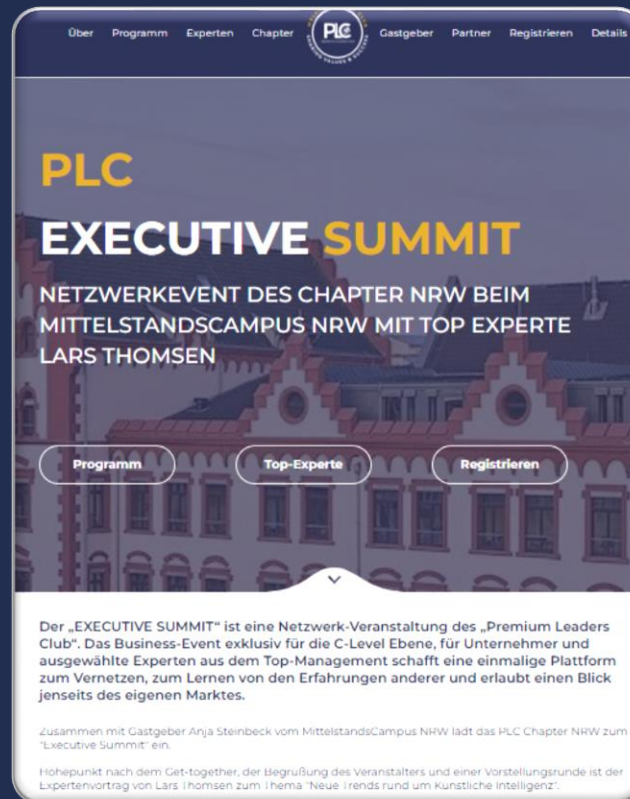 Über Programm Experten Chapter PLC Gastgeber Partner Registrieren Details
PLC
EXECUTIVE SUMMIT
NETZWERKEVENT DES CHAPTER NRW BEIM
MITTELSTANDSCAMPUS NRW MIT TOP EXPERTE
LARS THOMSEN
Programm Top-Experte Registrieren
Der „EXECUTIVE SUMMIT“ ist eine Netzwerk-Veranstaltung des „Premium Leaders
Club“. Das Business-Event exklusiv für die C-Level Ebene, für Unternehmer und
ausgewählte Experten aus dem Top-Management schafft eine einmalige Plattform
zum Vernetzen, zum Lernen von den Erfahrungen anderer und erlaubt einen Blick
jenseits des eigenen Marktes.
Zusammen mit Gastgeber Anja Steinbeck vom MittelstandsCampus NRW lädt das PLC Chapter NRW zum
"Executive Summit" ein.
Höhepunkt nach dem Get-together, der Begrüßung des Veranstalters und einer Vorstellungsrunde ist der
Expertenvortrag von Lars Thomsen zum Thema "Neue Trends rund um Künstliche Intelligenz".